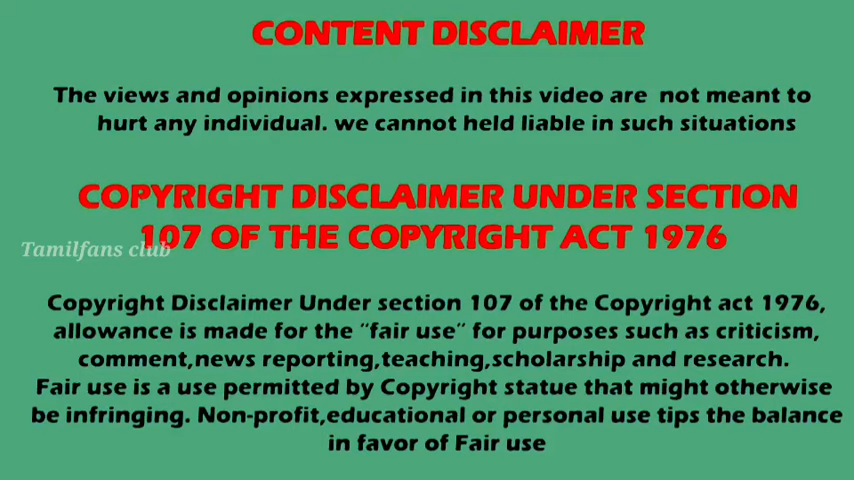 CONTENT DISCLAIMER
The views and opinions expressed in this video are not meant to
hurt any individual. we cannot held liable in such situations
COPYRIGHT DISCLAIMER UNDER SECTION
107 OF THE COPYRIGHT ACT 1976
Tamilfans club
Copyright Disclaimer Under section 107 of the Copyright act 1976,
allowance is made for the "fair use" for purposes such as criticism,
comment,news reporting,teaching,scholarship and research.
Fair use is a use permitted by Copyright statue that might otherwise
be infringing. Non-profit,educational or personal use tips the balance
in favor of Fair use